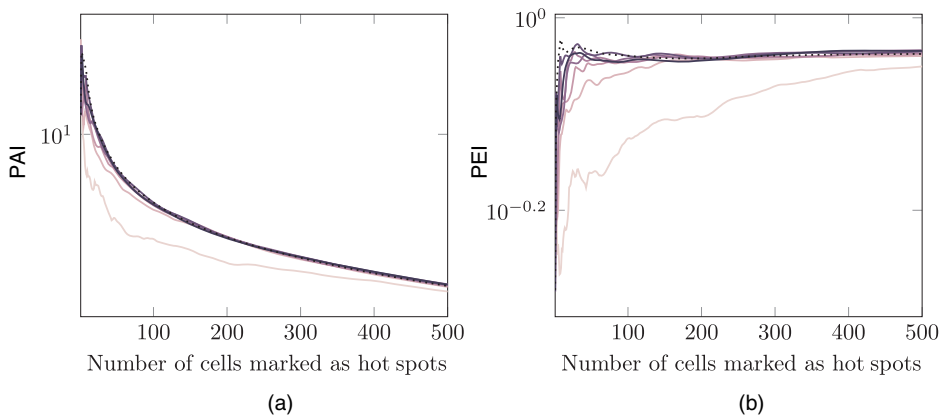 10^1
PAI
100 200 300 400 500
Number of cells marked as hot spots
(a)
10^0
10^{-0.2}
PEI
100 200 300 400 500
Number of cells marked as hot spots
(b)